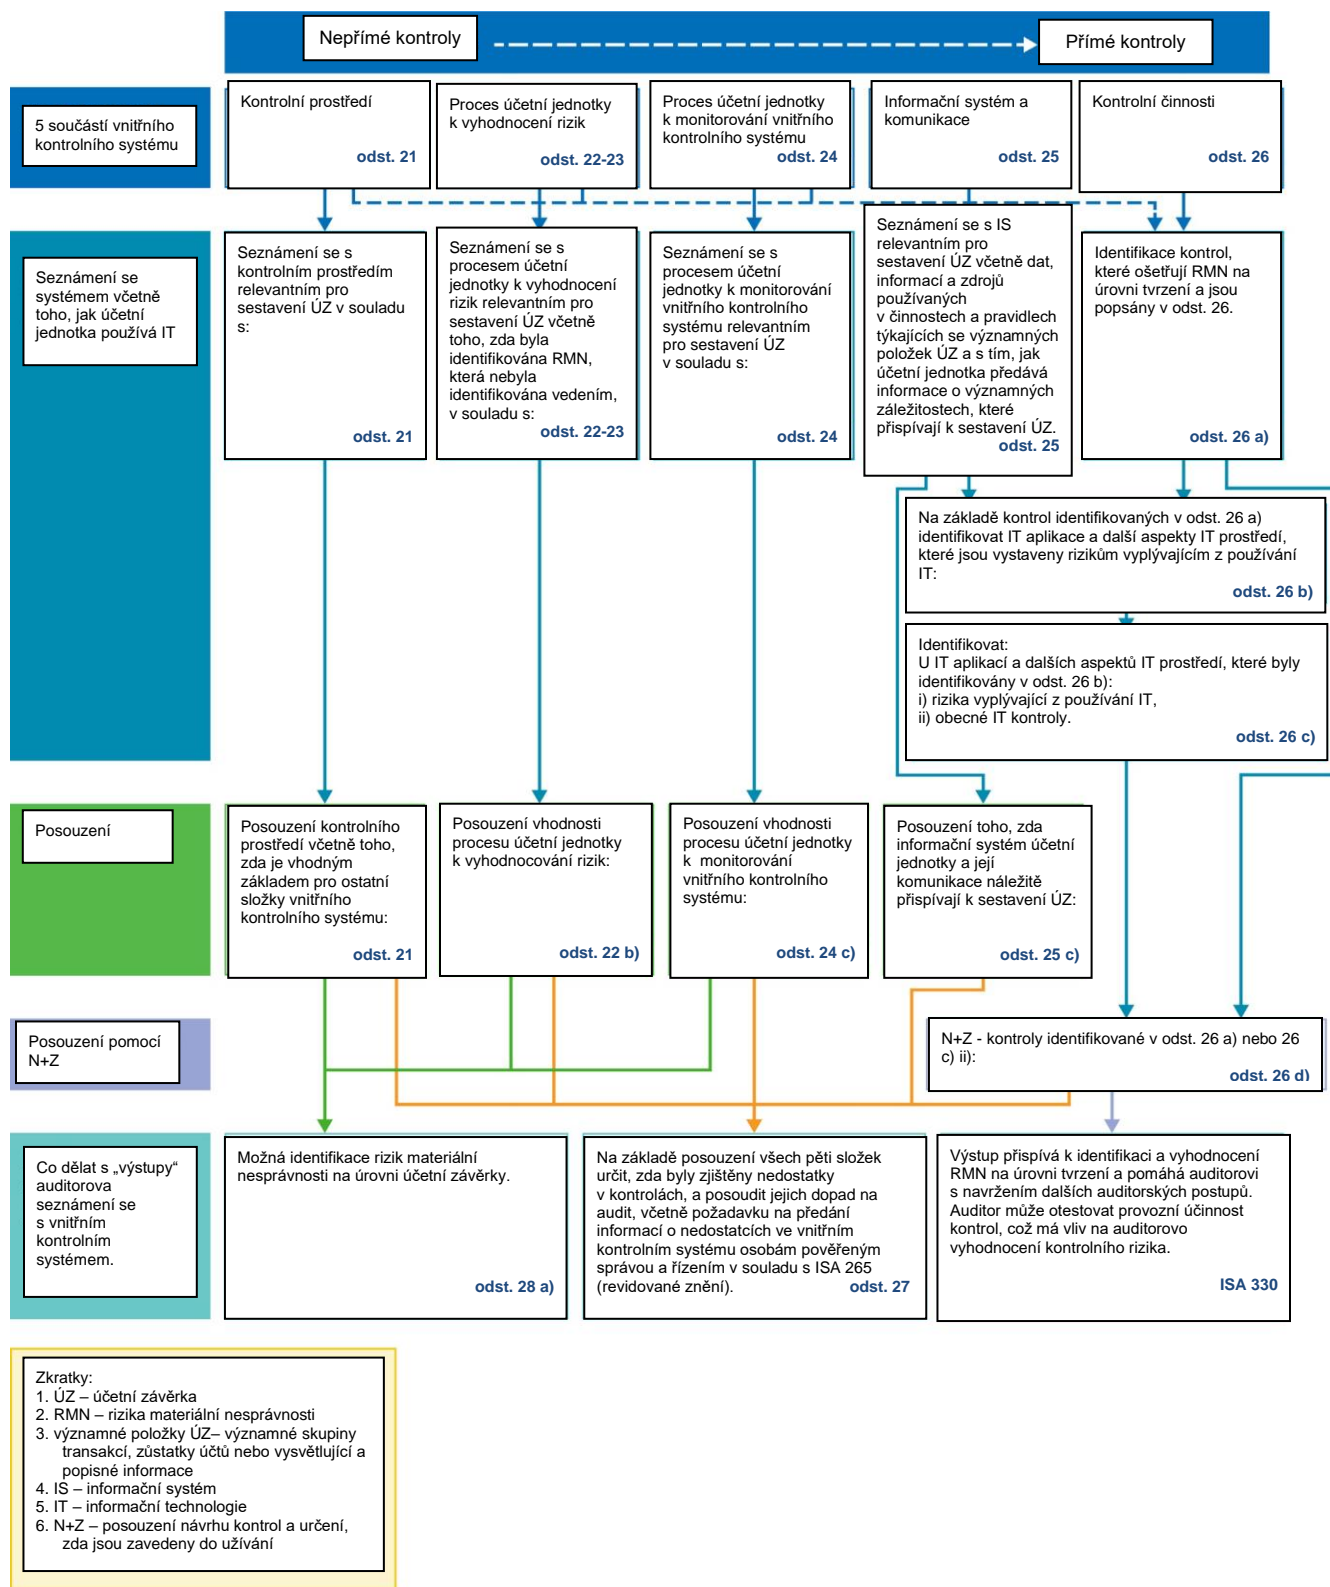 Nepřímé kontroly
Přímé kontroly
5 součástí vnitřního
kontrolního systému
Kontrolní prostředí
odst. 21
Proces účetní jednotky
k vyhodnocení rizik
odst. 22-23
Proces účetní jednotky
k monitorování vnitřního
kontrolního systému
odst. 24
Informační systém a
komunikace
odst. 25
Kontrolní činnosti
odst. 26
Seznámení se
systémem včetně
toho, jak účetní
jednotka používá IT
Seznámení se s
kontrolním prostředím
relevantním pro
sestavení ÚZ v souladu
s:
odst. 21
Seznámení se s
procesem účetní
jednotky k vyhodnocení
rizik relevantním pro
sestavení ÚZ včetně
toho, zda byla
identifikována RMN,
která nebyla
identifikována vedením,
v souladu s:
odst. 22-23
Seznámení se s
procesem účetní
jednotky k monitorování
vnitřního kontrolního
systému relevantním
pro sestavení ÚZ
v souladu s:
odst. 24
Seznámení se s IS
relevantním pro
sestavení ÚZ včetně dat,
informací a zdrojů
používaných
v činnostech a pravidlech
týkajících se významných
položek ÚZ a s tím, jak
účetní jednotka předává
informace o významných
záležitostech, které
přispívají k sestavení ÚZ.
odst. 25
Identifikace kontrol,
které ošetřují RMN na
úrovni tvrzení a jsou
popsány v odst. 26.
odst. 26 a)
Na základě kontrol identifikovaných v odst. 26 a)
identifikovat IT aplikace a další aspekty IT prostředí,
které jsou vystaveny rizikům vyplývajícím z používání
IT:
odst. 26 b)
Identifikovat:
U IT aplikací a dalších aspektů IT prostředí, které byly
identifikovány v odst. 26 b):
i) rizika vyplývající z používání IT,
ii) obecné IT kontroly.
odst. 26 c)
Posouzení
Posouzení kontrolního
prostředí včetně toho,
zda je vhodným
základem pro ostatní
složky vnitřního
kontrolního systému:
odst. 21
Posouzení vhodnosti
procesu účetní jednotky
k vyhodnocování rizik:
odst. 22 b)
Posouzení vhodnosti
procesu účetní jednotky
k monitorování
vnitřního kontrolního
systému:
odst. 24 c)
Posouzení toho, zda
informační systém účetní
jednotky a její
komunikace náležitě
přispívají k sestavení ÚZ:
odst. 25 c)
Posouzení pomocí
N+Z
N+Z - kontroly identifikované v odst. 26 a) nebo 26
c) ii):
odst. 26 d)
Co dělat s „výstupy“
auditorova
seznámení se
s vnitřním
kontrolním
systémem.
Možná identifikace rizik materiální
nesprávnosti na úrovni účetní závěrky.
odst. 28 a)
Na základě posouzení všech pěti složek
určit, zda byly zjištěny nedostatky
v kontrolách, a posoudit jejich dopad na
audit, včetně požadavku na předání
informací o nedostatcích ve vnitřním
kontrolním systému osobám pověřeným
správou a řízením v souladu s ISA 265
(revidované znění). odst. 27
Výstup přispívá k identifikaci a vyhodnocení
RMN na úrovni tvrzení a pomáhá auditorovi
s navržením dalších auditorských postupů.
Auditor může otestovat provozní účinnost
kontrol, což má vliv na auditorovo
vyhodnocení kontrolního rizika.
ISA 330
Zkratky:
1. ÚZ – účetní závěrka
2. RMN – rizika materiální nesprávnosti
3. významné položky ÚZ– významné skupiny
transakcí, zůstatky účtů nebo vysvětlující a
popisné informace
4. IS – informační systém
5. IT – informační technologie
6. N+Z – posouzení návrhu kontrol a určení,
zda jsou zavedeny do užívání